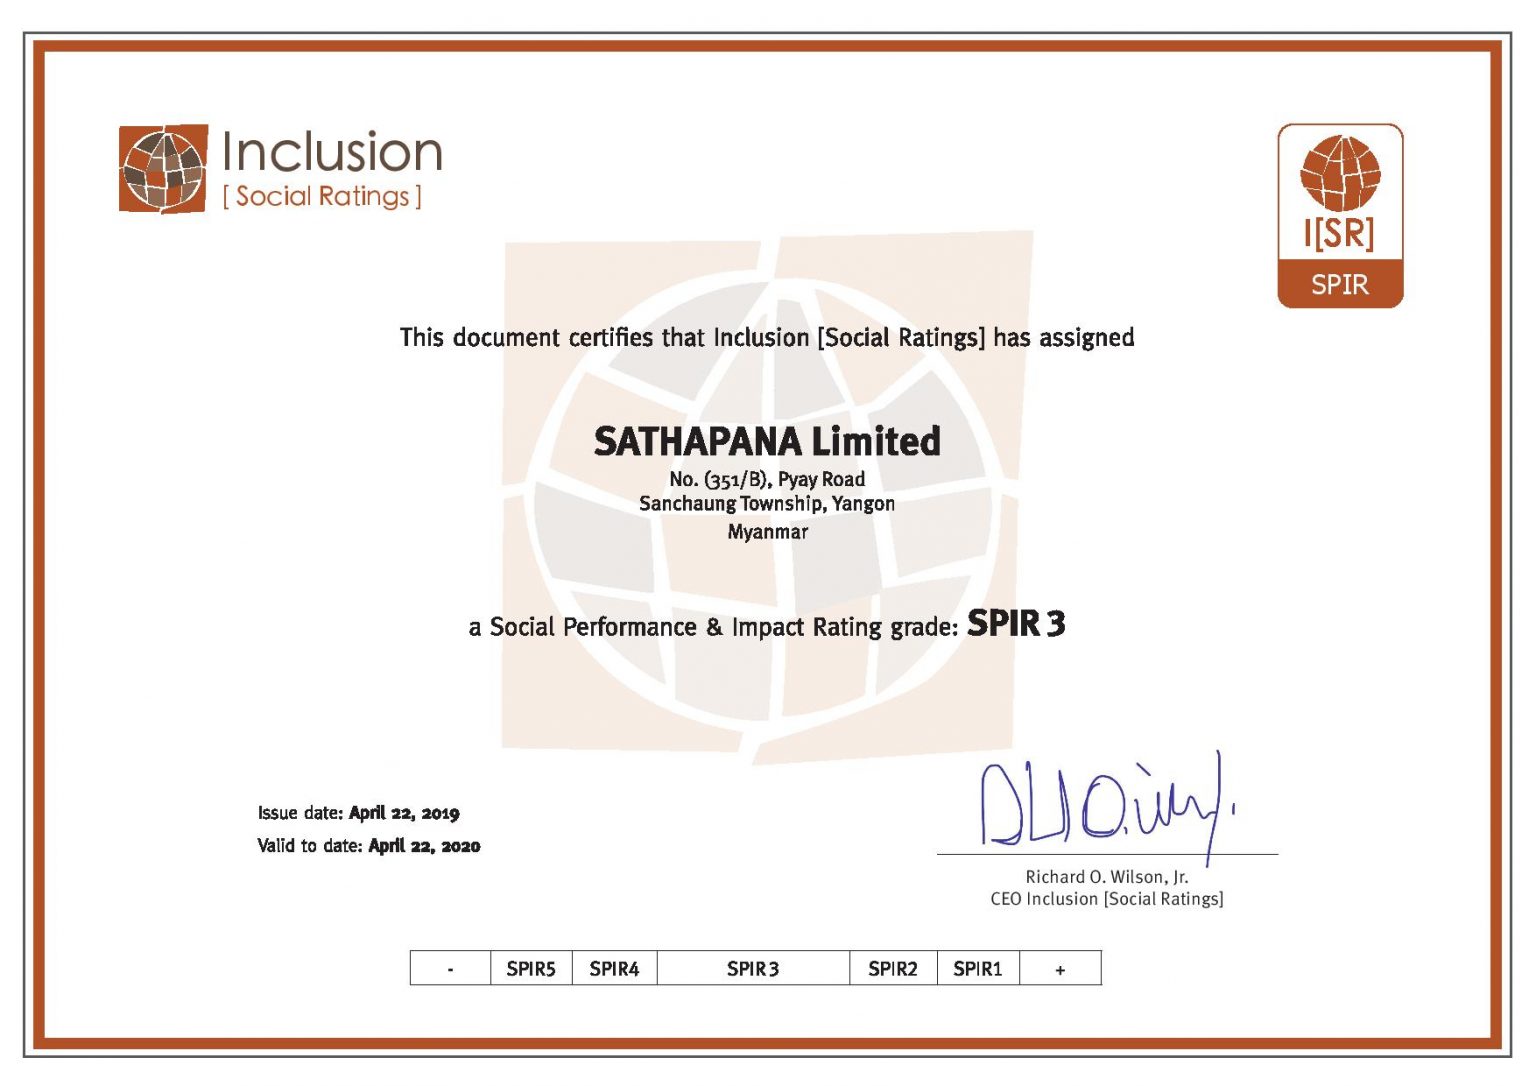 Inclusion
[ Social Ratings ]
I[SR]
SPIR
This document certifies that Inclusion [Social Ratings] has assigned
SATHAPANA Limited
No. (351/B), Pyay Road
Sanchaung Township, Yangon
Myanmar
a Social Performance & Impact Rating grade: SPIR 3
Issue date: April 22, 2019
Valid to date: April 22, 2020
Richard O. Wilson, Jr.
CEO Inclusion [Social Ratings]
- SPIR5 SPIR4 SPIR3 SPIR2 SPIR1 +